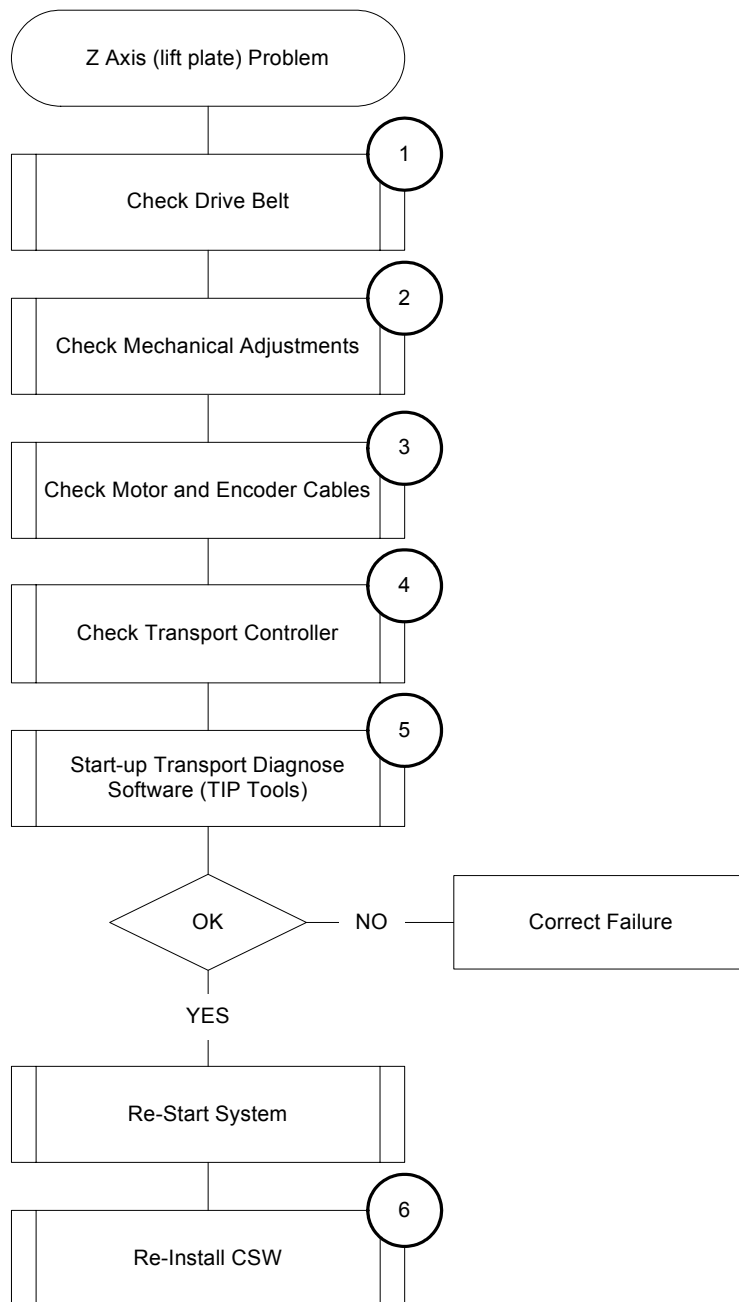 Z Axis (lift plate) Problem
1
Check Drive Belt
2
Check Mechanical Adjustments
3
Check Motor and Encoder Cables
4
Check Transport Controller
5
Start-up Transport Diagnose
Software (TIP Tools)
OK
NO
Correct Failure
YES
Re-Start System
6
Re-Install CSW